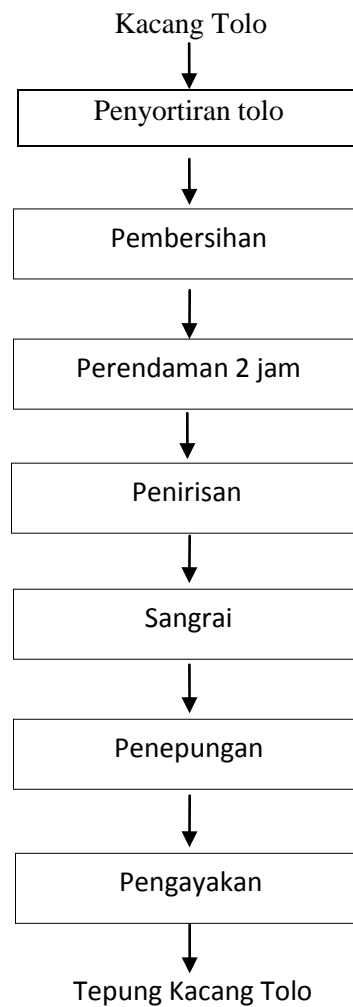 Kacang Tolo
Penyortiran tolo
Pembersihan
Perendaman 2 jam
Penirisan
Sangrai
Penepungan
Pengayakan
Tepung Kacang Tolo